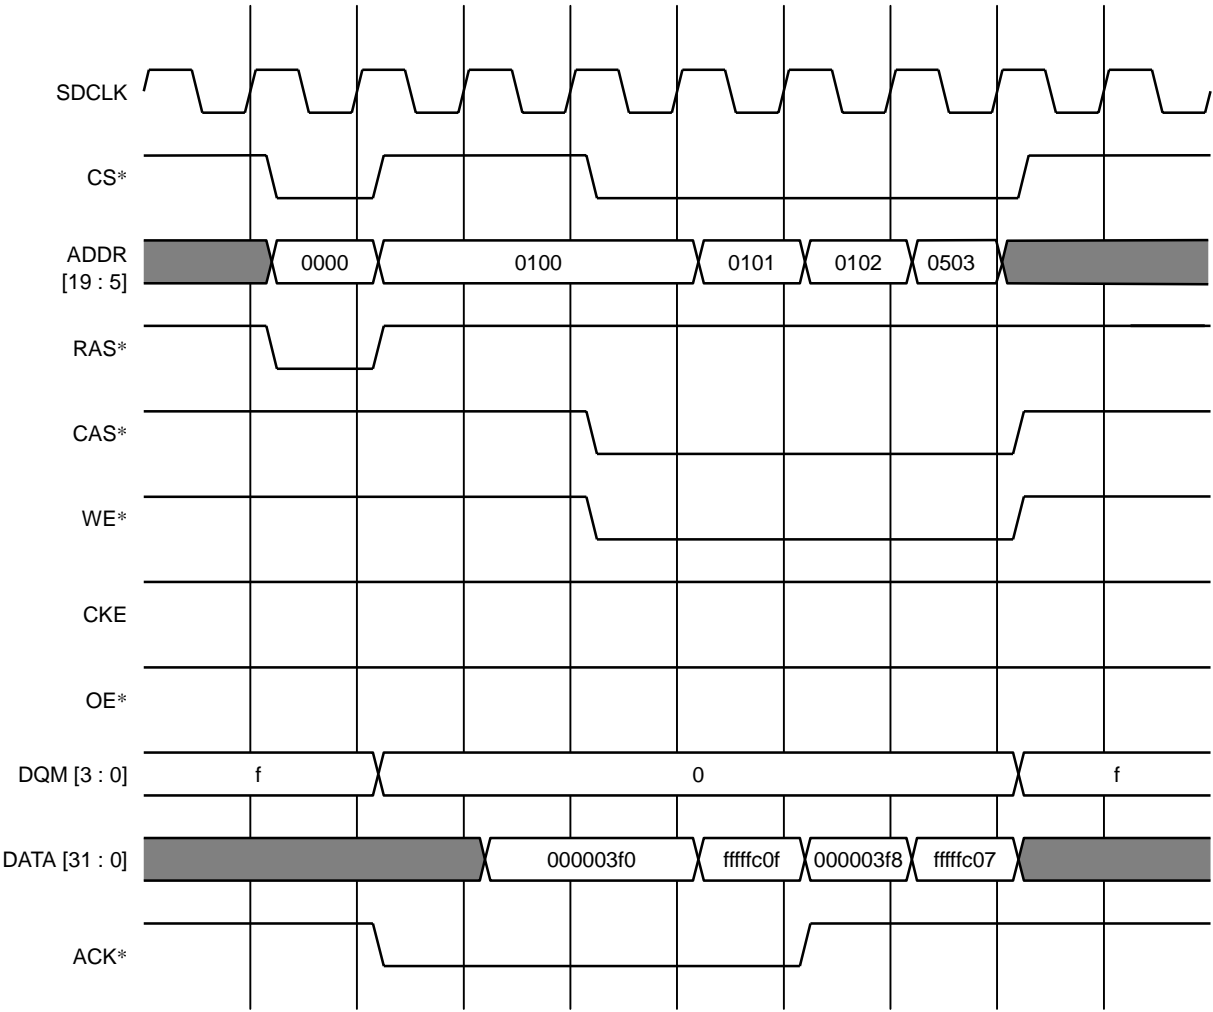 SDCLK
CS*
ADDR
[19 : 5]
0000 0100 0101 0102 0503
RAS*
CAS*
WE*
CKE
OE*
DQM [3 : 0] f 0 f
DATA [31 : 0] 000003f0 fffffc0f 000003f8 fffffc07
ACK*